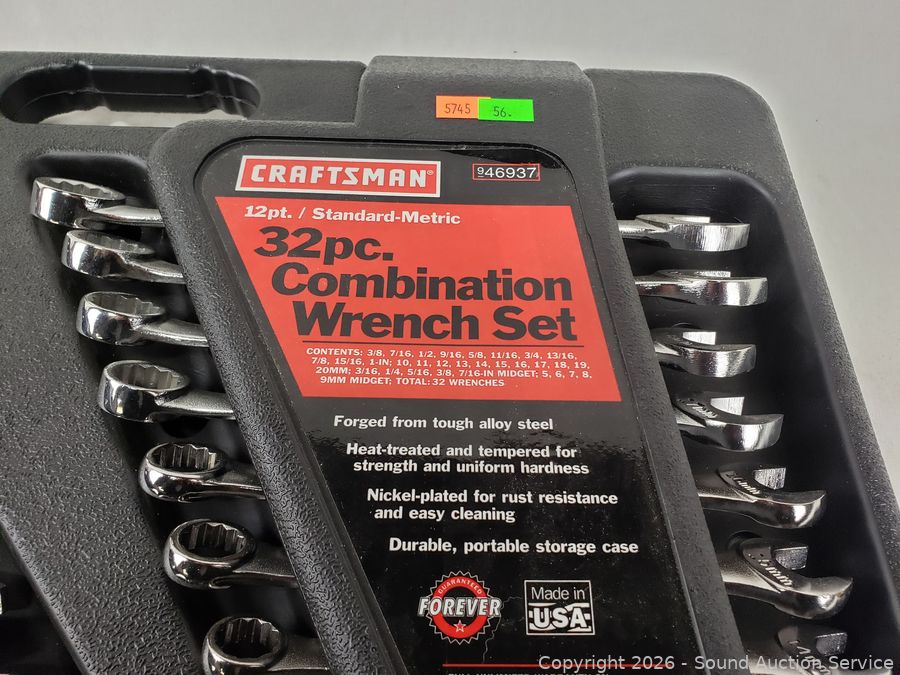 5745 56.
CRAFTSMAN®
946937
12pt. / Standard-Metric
32pc.
Combination
Wrench Set
CONTENTS: 3/8, 7/16, 1/2, 9/16, 5/8, 11/16, 3/4, 13/16,
7/8, 15/16, 1-IN; 10, 11, 12, 13, 14, 15, 16, 17, 18, 19,
20MM; 3/16, 1/4, 5/16, 3/8, 7/16-IN MIDGET; 5, 6, 7, 8,
9MM MIDGET; TOTAL: 32 WRENCHES
Forged from tough alloy steel
Heat-treated and tempered for
strength and uniform hardness
Nickel-plated for rust resistance
and easy cleaning
Durable, portable storage case
GUARANTEED
FOREVER
Made in
USA
Copyright 2026 - Sound Auction Service